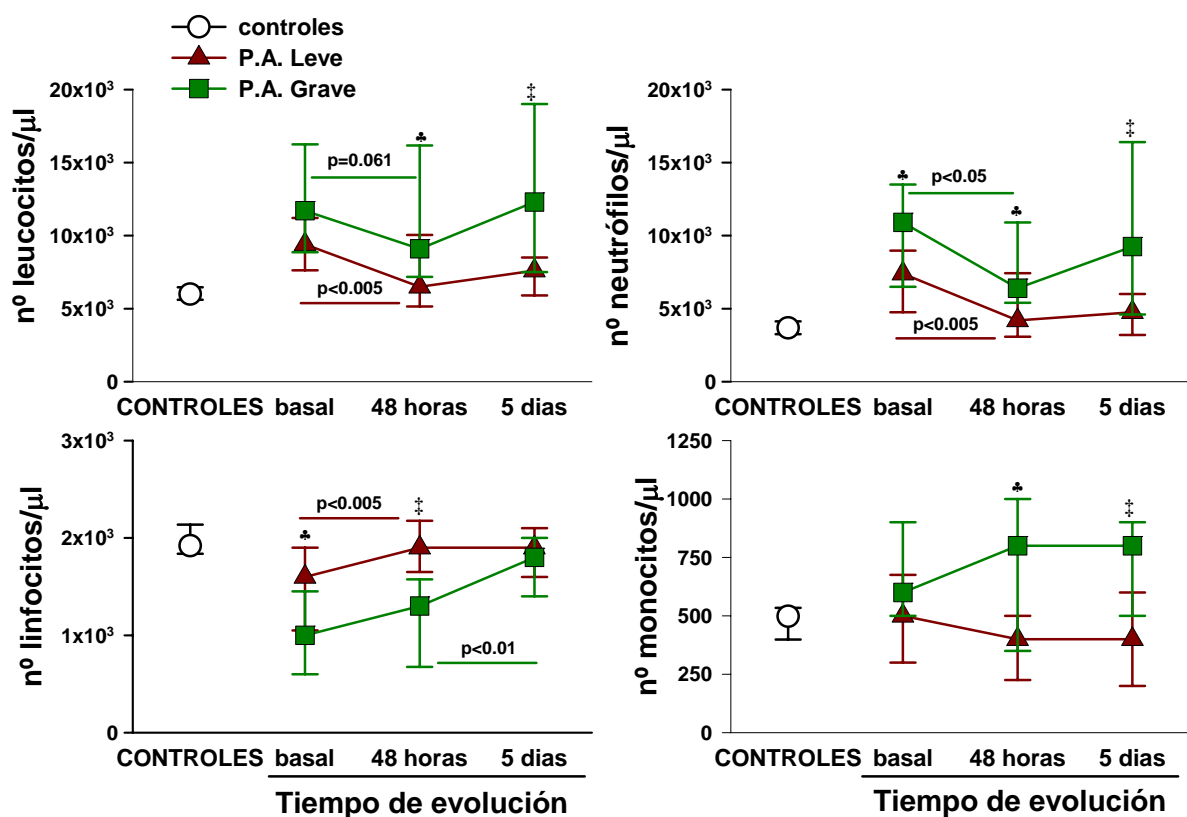 controles
P.A. Leve
P.A. Grave
nº leucocitos/μl
20x10³
15x10³
10x10³
5x10³
0
p=0.061
♣
‡
p<0.005
CONTROLES basal 48 horas 5 dias
nº neutrófilos/μl
20x10³
15x10³
10x10³
5x10³
0
♣
p<0.05
♣
‡
p<0.005
CONTROLES basal 48 horas 5 dias
nº linfocitos/μl
3x10³
2x10³
1x10³
0
p<0.005
♣
‡
p<0.01
CONTROLES basal 48 horas 5 dias
Tiempo de evolución
nº monocitos/μl
1250
1000
750
500
250
0
♣
‡
CONTROLES basal 48 horas 5 dias
Tiempo de evolución